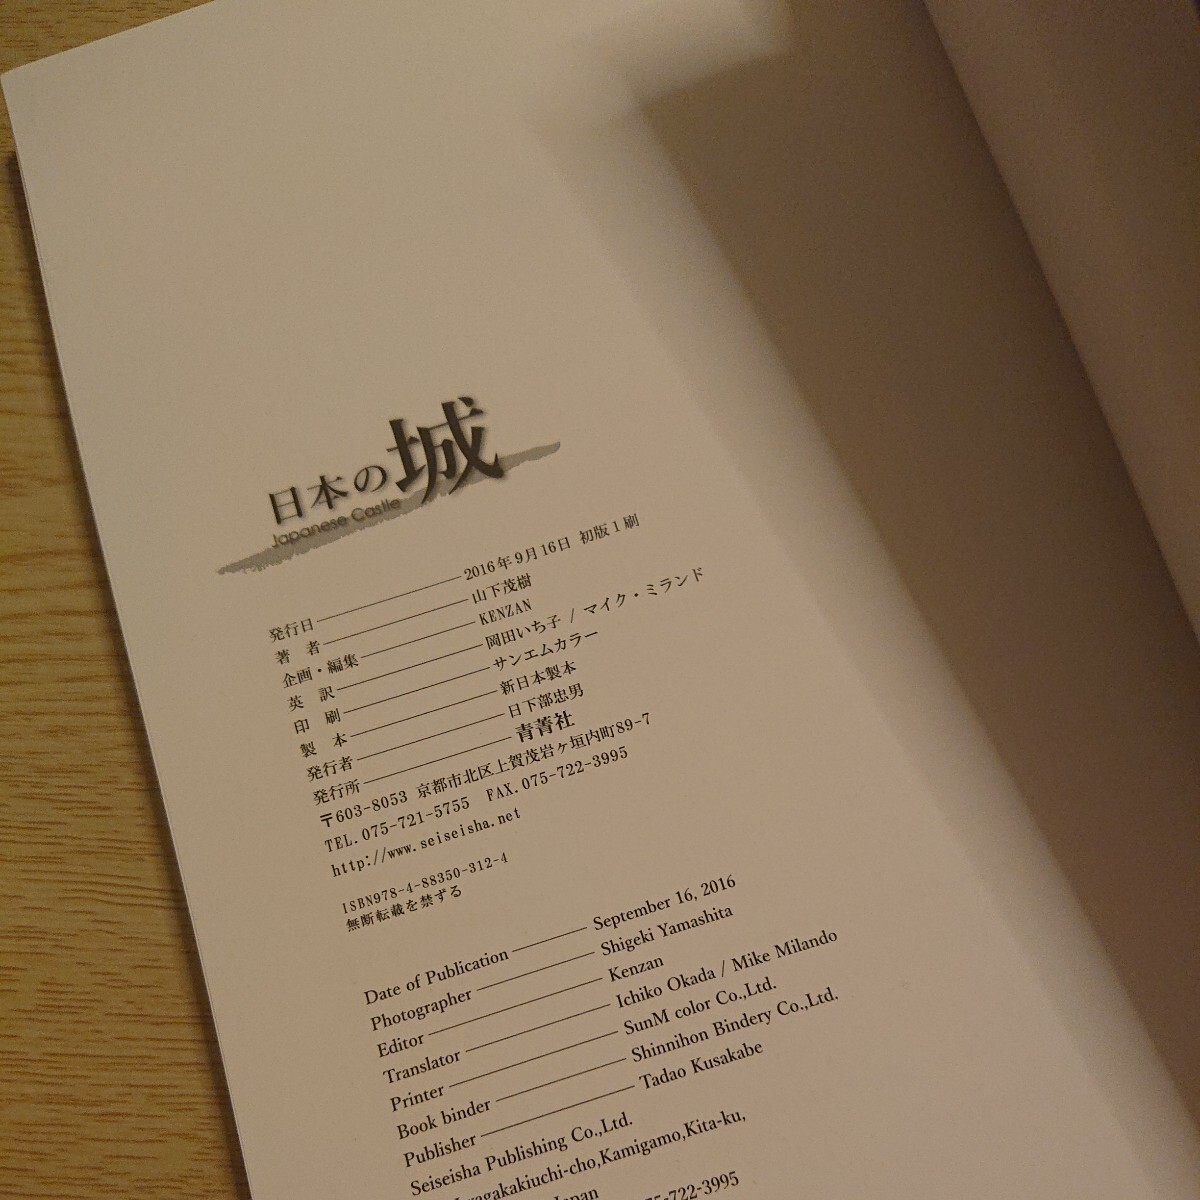 日本の城
Japanese Castle
発行日 2016年9月16日 初版1刷
著 者 山下茂樹
企画・編集 KENZAN
英 訳 岡田いち子 / マイク・ミランド
印 刷 サンエムカラー
製 本 新日本製本
発行者 日下部忠男
発行所 青菁社
〒603-8053 京都市北区上賀茂岩ヶ垣内町89-7
TEL.075-721-5755 FAX.075-722-3995
http://www.seiseisha.net
ISBN978-4-88350-312-4
無断転載を禁ずる
Date of Publication September 16, 2016
Photographer Shigeki Yamashita
Editor Kenzan
Translator Ichiko Okada / Mike Milando
Printer SunM color Co.,Ltd.
Book binder Shinnihon Bindery Co.,Ltd.
Publisher Tadao Kusakabe
Seiseisha Publishing Co.,Ltd.
Kamigamo,Kita-ku,
Japan
75-722-3995